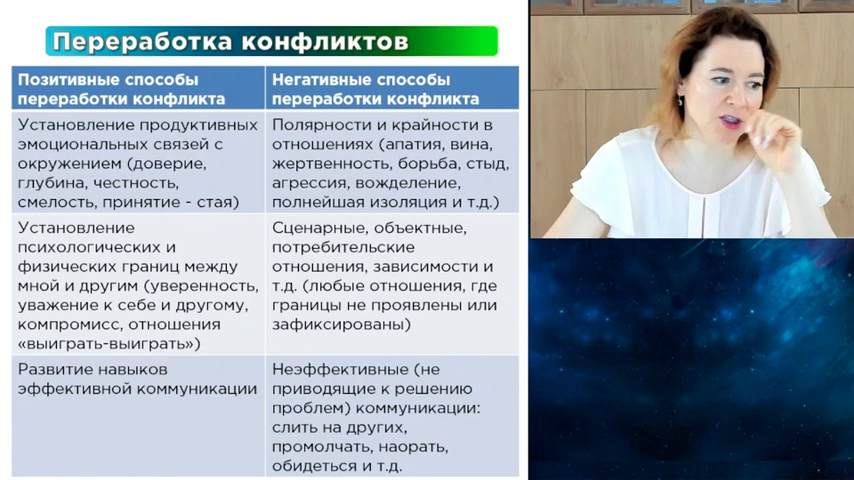 Переработка конфликтов
Позитивные способы
переработки конфликта
Негативные способы
переработки конфликта
Установление продуктивных
эмоциональных связей с
окружением (доверие,
глубина, честность,
смелость, принятие - стая)
Полярности и крайности в
отношениях (апатия, вина,
жертвенность, борьба, стыд,
агрессия, вожделение,
полнейшая изоляция и т.д.)
Установление
психологических и
физических границ между
мной и другим (уверенность,
уважение к себе и другому,
компромисс, отношения
«выиграть-выиграть»)
Сценарные, объектные,
потребительские
отношения, зависимости и
т.д. (любые отношения, где
границы не проявлены или
зафиксированы)
Развитие навыков
эффективной коммуникации
Неэффективные (не
приводящие к решению
проблем) коммуникации:
слить на других,
промолчать, наорать,
обидеться и т.д.